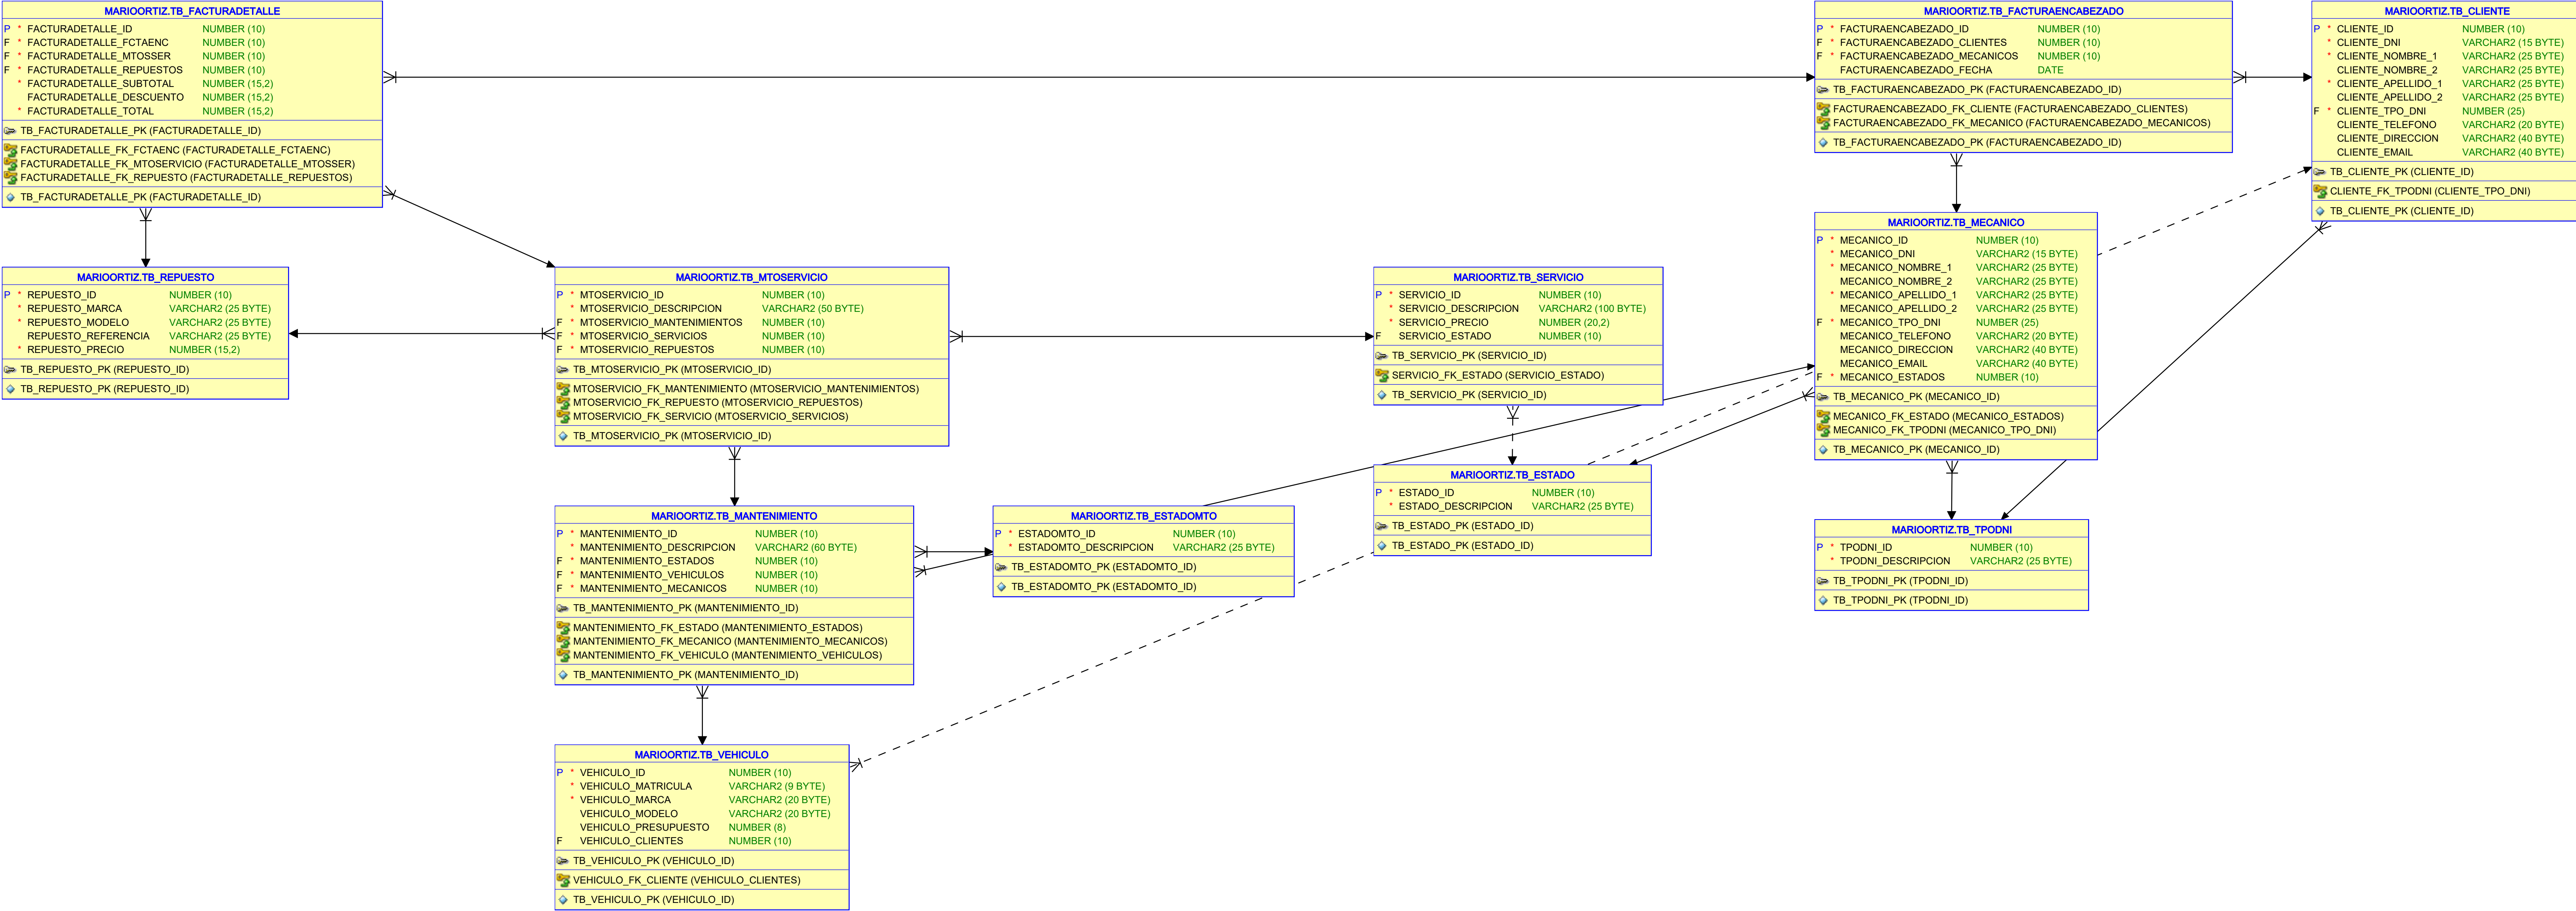 MARIOORTIZ.TB_FACTURADETALLE
P * FACTURADETALLE_ID NUMBER (10)
F * FACTURADETALLE_FCTAENC NUMBER (10)
F * FACTURADETALLE_MTOSSER NUMBER (10)
F * FACTURADETALLE_REPUESTOS NUMBER (10)
* FACTURADETALLE_SUBTOTAL NUMBER (15,2)
FACTURADETALLE_DESCUENTO NUMBER (15,2)
* FACTURADETALLE_TOTAL NUMBER (15,2)
TB_FACTURADETALLE_PK (FACTURADETALLE_ID)
FACTURADETALLE_FK_FCTAENC (FACTURADETALLE_FCTAENC)
FACTURADETALLE_FK_MTOSERVICIO (FACTURADETALLE_MTOSSER)
FACTURADETALLE_FK_REPUESTO (FACTURADETALLE_REPUESTOS)
TB_FACTURADETALLE_PK (FACTURADETALLE_ID)
MARIOORTIZ.TB_FACTURAENCABEZADO
P * FACTURAENCABEZADO_ID NUMBER (10)
F * FACTURAENCABEZADO_CLIENTES NUMBER (10)
F * FACTURAENCABEZADO_MECANICOS NUMBER (10)
FACTURAENCABEZADO_FECHA DATE
TB_FACTURAENCABEZADO_PK (FACTURAENCABEZADO_ID)
FACTURAENCABEZADO_FK_CLIENTE (FACTURAENCABEZADO_CLIENTES)
FACTURAENCABEZADO_FK_MECANICO (FACTURAENCABEZADO_MECANICOS)
TB_FACTURAENCABEZADO_PK (FACTURAENCABEZADO_ID)
MARIOORTIZ.TB_CLIENTE
P * CLIENTE_ID NUMBER (10)
* CLIENTE_DNI VARCHAR2 (15 BYTE)
* CLIENTE_NOMBRE_1 VARCHAR2 (25 BYTE)
CLIENTE_NOMBRE_2 VARCHAR2 (25 BYTE)
* CLIENTE_APELLIDO_1 VARCHAR2 (25 BYTE)
CLIENTE_APELLIDO_2 VARCHAR2 (25 BYTE)
F * CLIENTE_TPO_DNI NUMBER (25)
CLIENTE_TELEFONO VARCHAR2 (20 BYTE)
CLIENTE_DIRECCION VARCHAR2 (40 BYTE)
CLIENTE_EMAIL VARCHAR2 (40 BYTE)
TB_CLIENTE_PK (CLIENTE_ID)
CLIENTE_FK_TPODNI (CLIENTE_TPO_DNI)
TB_CLIENTE_PK (CLIENTE_ID)
MARIOORTIZ.TB_REPUESTO
P * REPUESTO_ID NUMBER (10)
* REPUESTO_MARCA VARCHAR2 (25 BYTE)
* REPUESTO_MODELO VARCHAR2 (25 BYTE)
REPUESTO_REFERENCIA VARCHAR2 (25 BYTE)
* REPUESTO_PRECIO NUMBER (15,2)
TB_REPUESTO_PK (REPUESTO_ID)
TB_REPUESTO_PK (REPUESTO_ID)
MARIOORTIZ.TB_MTOSERVICIO
P * MTOSERVICIO_ID NUMBER (10)
* MTOSERVICIO_DESCRIPCION VARCHAR2 (50 BYTE)
F * MTOSERVICIO_MANTENIMIENTOS NUMBER (10)
F * MTOSERVICIO_SERVICIOS NUMBER (10)
F * MTOSERVICIO_REPUESTOS NUMBER (10)
TB_MTOSERVICIO_PK (MTOSERVICIO_ID)
MTOSERVICIO_FK_MANTENIMIENTO (MTOSERVICIO_MANTENIMIENTOS)
MTOSERVICIO_FK_REPUESTO (MTOSERVICIO_REPUESTOS)
MTOSERVICIO_FK_SERVICIO (MTOSERVICIO_SERVICIOS)
TB_MTOSERVICIO_PK (MTOSERVICIO_ID)
MARIOORTIZ.TB_SERVICIO
P * SERVICIO_ID NUMBER (10)
* SERVICIO_DESCRIPCION VARCHAR2 (100 BYTE)
* SERVICIO_PRECIO NUMBER (20,2)
F SERVICIO_ESTADO NUMBER (10)
TB_SERVICIO_PK (SERVICIO_ID)
SERVICIO_FK_ESTADO (SERVICIO_ESTADO)
TB_SERVICIO_PK (SERVICIO_ID)
MARIOORTIZ.TB_MECANICO
P * MECANICO_ID NUMBER (10)
* MECANICO_DNI VARCHAR2 (15 BYTE)
* MECANICO_NOMBRE_1 VARCHAR2 (25 BYTE)
MECANICO_NOMBRE_2 VARCHAR2 (25 BYTE)
* MECANICO_APELLIDO_1 VARCHAR2 (25 BYTE)
MECANICO_APELLIDO_2 VARCHAR2 (25 BYTE)
F * MECANICO_TPO_DNI NUMBER (25)
MECANICO_TELEFONO VARCHAR2 (20 BYTE)
MECANICO_DIRECCION VARCHAR2 (40 BYTE)
MECANICO_EMAIL VARCHAR2 (40 BYTE)
F * MECANICO_ESTADOS NUMBER (10)
TB_MECANICO_PK (MECANICO_ID)
MECANICO_FK_ESTADO (MECANICO_ESTADOS)
MECANICO_FK_TPODNI (MECANICO_TPO_DNI)
TB_MECANICO_PK (MECANICO_ID)
MARIOORTIZ.TB_MANTENIMIENTO
P * MANTENIMIENTO_ID NUMBER (10)
* MANTENIMIENTO_DESCRIPCION VARCHAR2 (60 BYTE)
F * MANTENIMIENTO_ESTADOS NUMBER (10)
F * MANTENIMIENTO_VEHICULOS NUMBER (10)
F * MANTENIMIENTO_MECANICOS NUMBER (10)
TB_MANTENIMIENTO_PK (MANTENIMIENTO_ID)
MANTENIMIENTO_FK_ESTADO (MANTENIMIENTO_ESTADOS)
MANTENIMIENTO_FK_MECANICO (MANTENIMIENTO_MECANICOS)
MANTENIMIENTO_FK_VEHICULO (MANTENIMIENTO_VEHICULOS)
TB_MANTENIMIENTO_PK (MANTENIMIENTO_ID)
MARIOORTIZ.TB_ESTADOMTO
P * ESTADOMTO_ID NUMBER (10)
* ESTADOMTO_DESCRIPCION VARCHAR2 (25 BYTE)
TB_ESTADOMTO_PK (ESTADOMTO_ID)
TB_ESTADOMTO_PK (ESTADOMTO_ID)
MARIOORTIZ.TB_ESTADO
P * ESTADO_ID NUMBER (10)
* ESTADO_DESCRIPCION VARCHAR2 (25 BYTE)
TB_ESTADO_PK (ESTADO_ID)
TB_ESTADO_PK (ESTADO_ID)
MARIOORTIZ.TB_TPODNI
P * TPODNI_ID NUMBER (10)
* TPODNI_DESCRIPCION VARCHAR2 (25 BYTE)
TB_TPODNI_PK (TPODNI_ID)
TB_TPODNI_PK (TPODNI_ID)
MARIOORTIZ.TB_VEHICULO
P * VEHICULO_ID NUMBER (10)
* VEHICULO_MATRICULA VARCHAR2 (9 BYTE)
* VEHICULO_MARCA VARCHAR2 (20 BYTE)
VEHICULO_MODELO VARCHAR2 (20 BYTE)
VEHICULO_PRESUPUESTO NUMBER (8)
F VEHICULO_CLIENTES NUMBER (10)
TB_VEHICULO_PK (VEHICULO_ID)
VEHICULO_FK_CLIENTE (VEHICULO_CLIENTES)
TB_VEHICULO_PK (VEHICULO_ID)